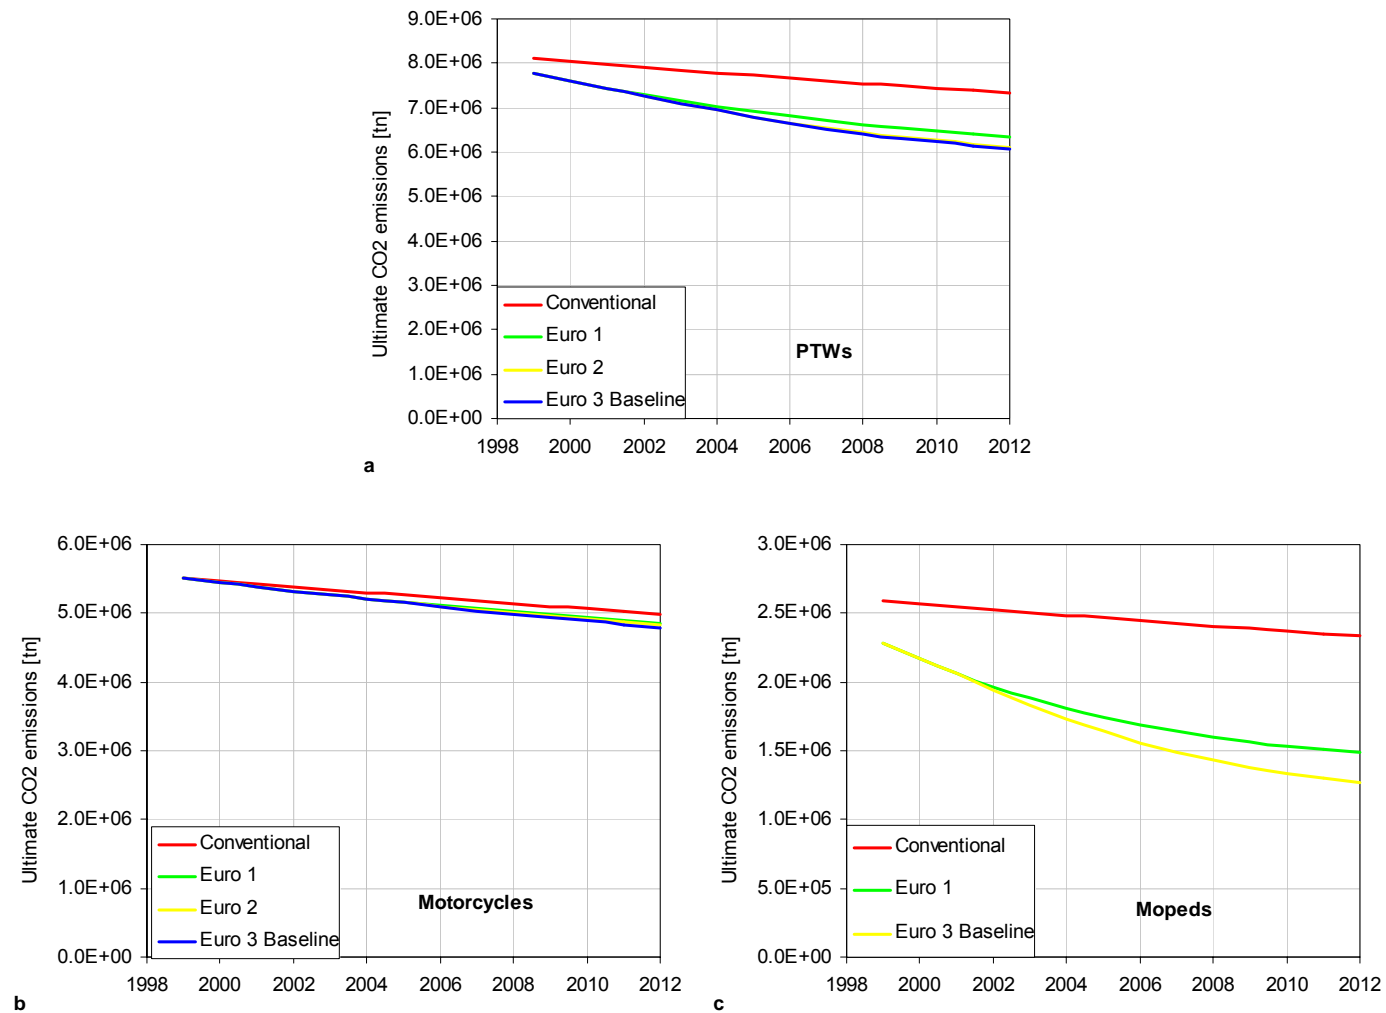 9.0E+06
8.0E+06
7.0E+06
6.0E+06
5.0E+06
4.0E+06
3.0E+06
2.0E+06
1.0E+06
0.0E+00
Ultimate CO2 emissions [tn]
Conventional
Euro 1
Euro 2
Euro 3 Baseline
PTWs
1998 2000 2002 2004 2006 2008 2010 2012
a
6.0E+06
5.0E+06
4.0E+06
3.0E+06
2.0E+06
1.0E+06
0.0E+00
Ultimate CO2 emissions [tn]
Conventional
Euro 1
Euro 2
Euro 3 Baseline
Motorcycles
1998 2000 2002 2004 2006 2008 2010 2012
b
3.0E+06
2.5E+06
2.0E+06
1.5E+06
1.0E+06
5.0E+05
0.0E+00
Ultimate CO2 emissions [tn]
Conventional
Euro 1
Euro 3 Baseline
Mopeds
1998 2000 2002 2004 2006 2008 2010 2012
c